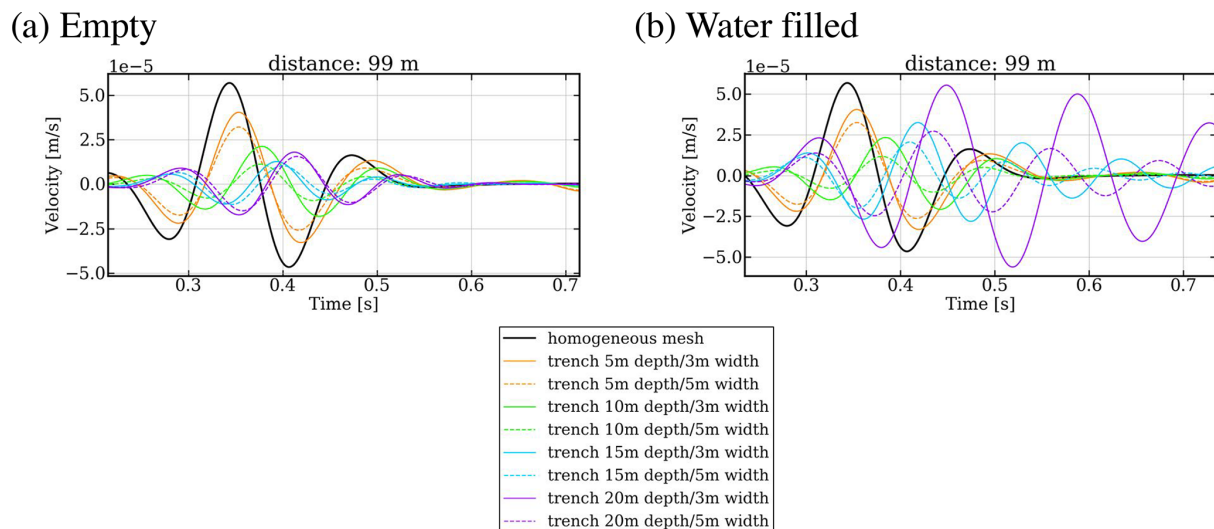 (a) Empty
(b) Water filled
1e−5
distance: 99 m
5.0
2.5
0.0
−2.5
−5.0
Velocity [m/s]
0.3 0.4 0.5 0.6 0.7
Time [s]
1e−5
distance: 99 m
5.0
2.5
0.0
−2.5
−5.0
Velocity [m/s]
0.3 0.4 0.5 0.6 0.7
Time [s]
homogeneous mesh
trench 5m depth/3m width
trench 5m depth/5m width
trench 10m depth/3m width
trench 10m depth/5m width
trench 15m depth/3m width
trench 15m depth/5m width
trench 20m depth/3m width
trench 20m depth/5m width